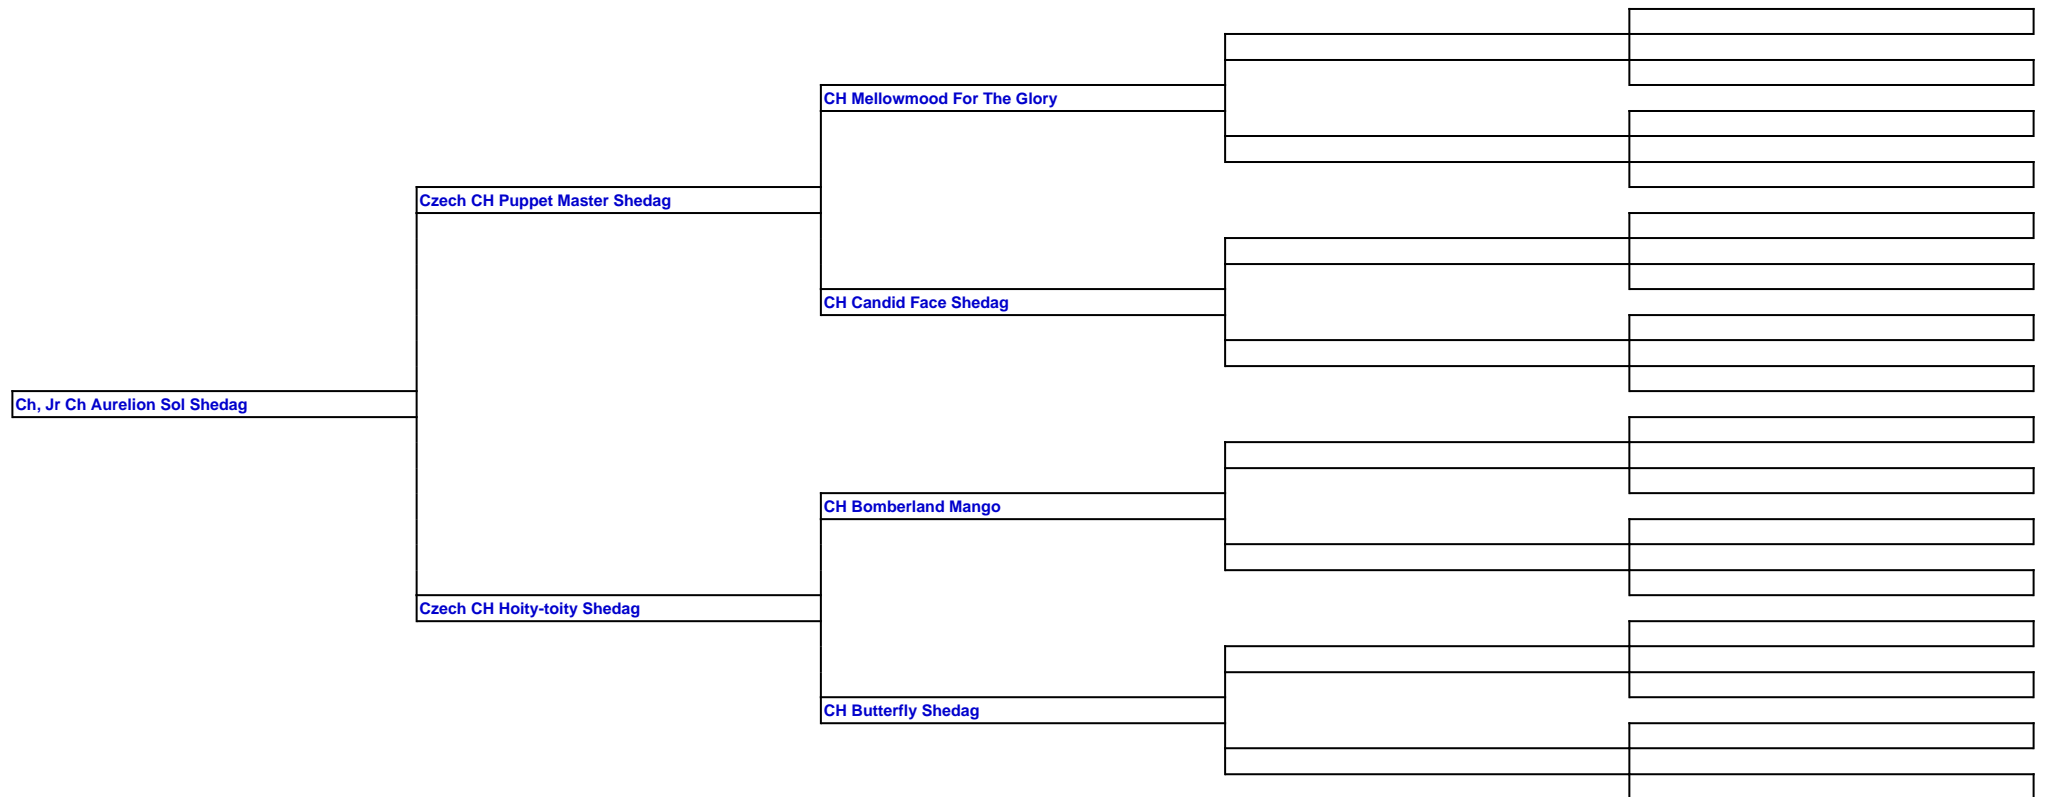 CH Mellowmood For The Glory
Czech CH Puppet Master Shedag
CH Candid Face Shedag
Ch, Jr Ch Aurelion Sol Shedag
CH Bomberland Mango
Czech CH Hoity-toity Shedag
CH Butterfly Shedag